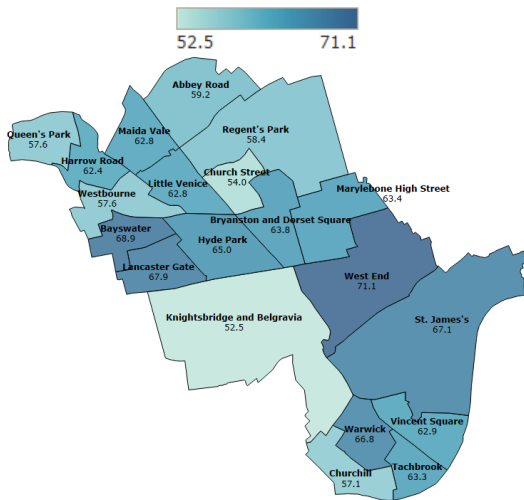 52.5
71.1
Abbey Road
59.2
Maida Vale
62.8
Regent's Park
58.4
Queen's Park
57.6
Harrow Road
62.4
Church Street
54.0
Little Venice
62.8
Marylebone High Street
63.4
Westbourne
57.6
Bryanston and Dorset Square
63.8
Bayswater
68.9
Hyde Park
65.0
Lancaster Gate
67.9
West End
71.1
Knightsbridge and Belgravia
52.5
St. James's
67.1
Vincent Square
62.9
Warwick
66.8
Churchill
57.1
Tachbrook
63.3